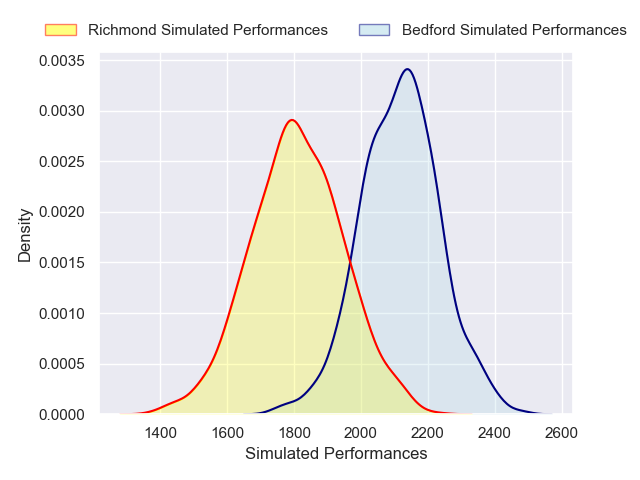 Richmond Simulated Performances Bedford Simulated Performances
0.0035
0.0030
0.0025
0.0020
0.0015
0.0010
0.0005
0.0000
Density
1400 1600 1800 2000 2200 2400 2600
Simulated Performances